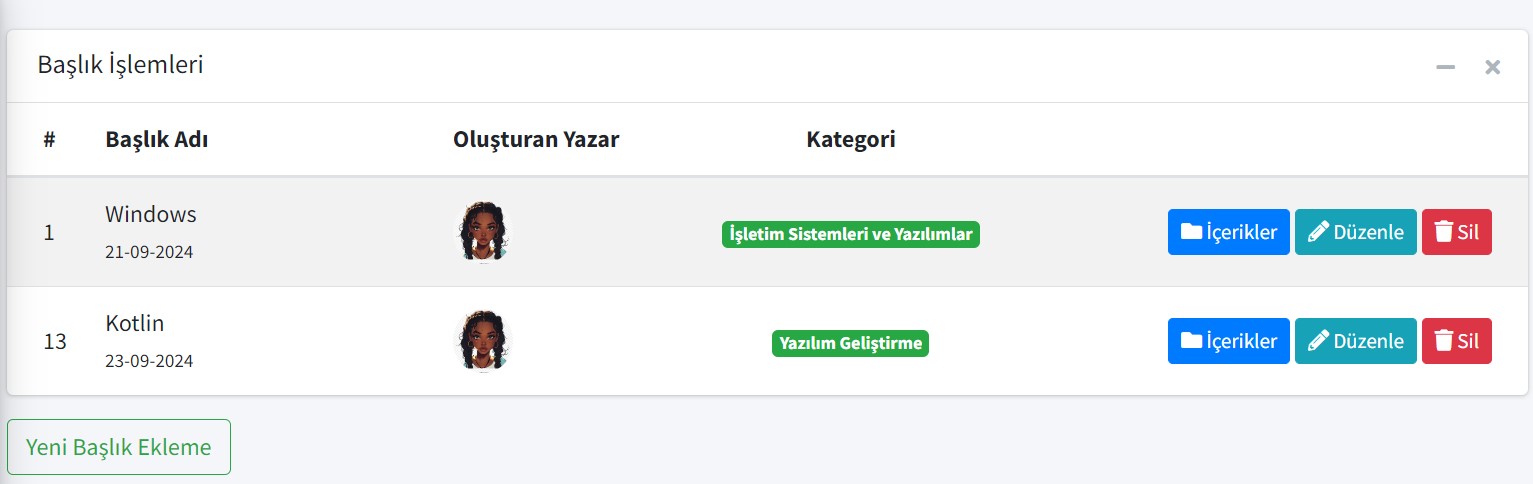 Başlık İşlemleri
# Başlık Adı Oluşturan Yazar Kategori
1 Windows 21-09-2024 İşletim Sistemleri ve Yazılımlar İçerikler Düzenle Sil
13 Kotlin 23-09-2024 Yazılım Geliştirme İçerikler Düzenle Sil
Yeni Başlık Ekleme